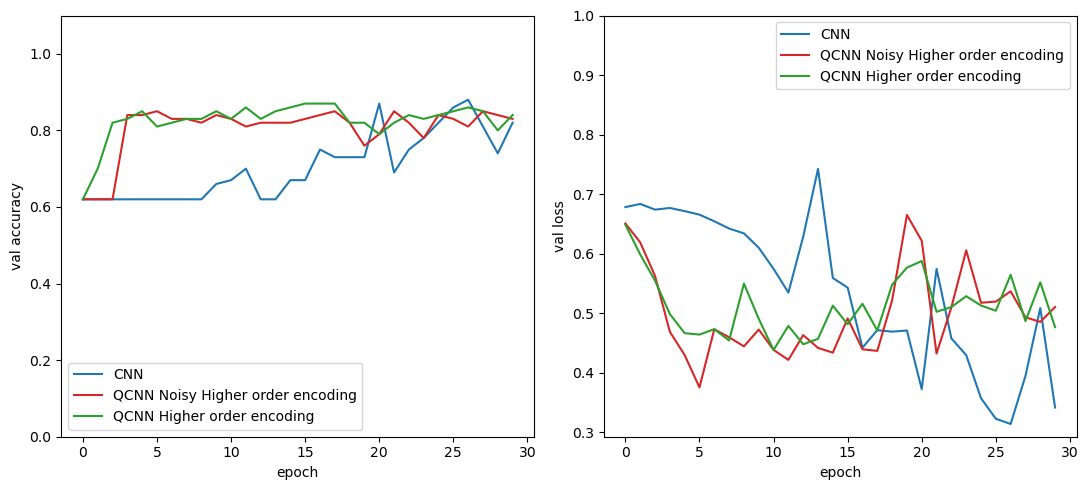 1.0
0.8
0.6
0.4
0.2
0.0
val accuracy
CNN
QCNN Noisy Higher order encoding
QCNN Higher order encoding
0 5 10 15 20 25 30
epoch
1.0
0.9
0.8
0.7
0.6
0.5
0.4
0.3
val loss
CNN
QCNN Noisy Higher order encoding
QCNN Higher order encoding
0 5 10 15 20 25 30
epoch